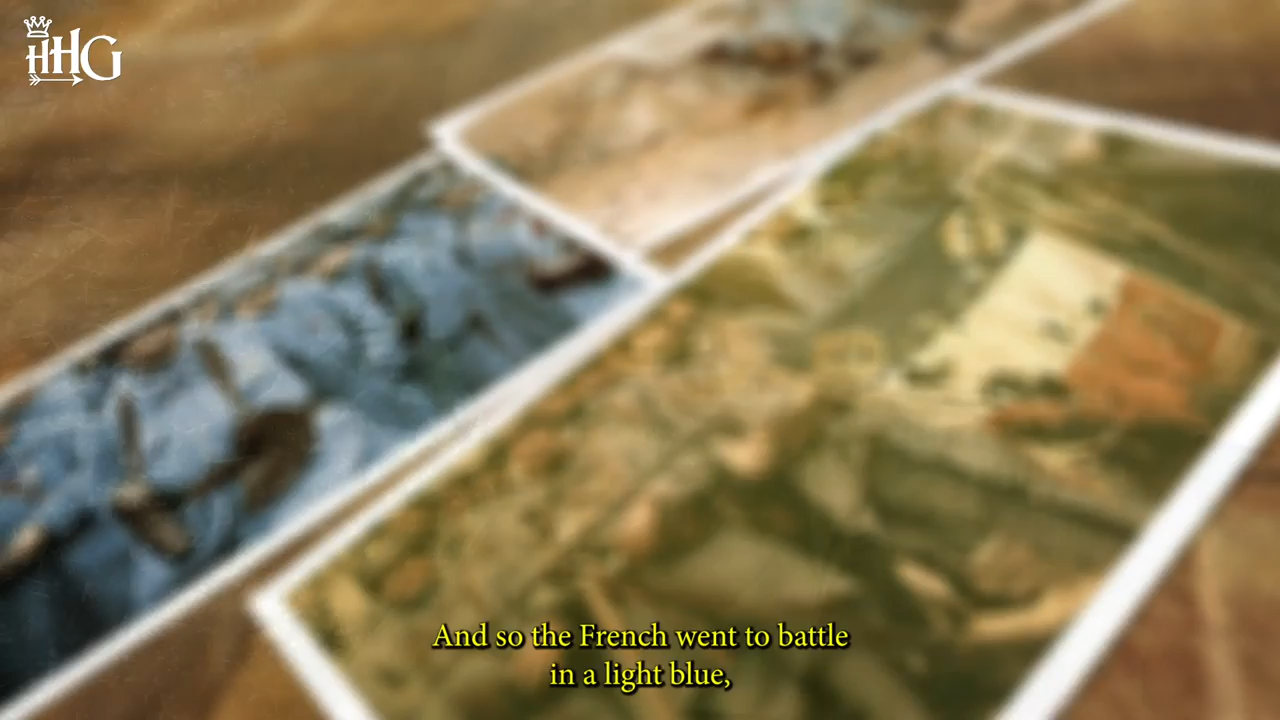 HHG
And so the French went to battle
in a light blue,